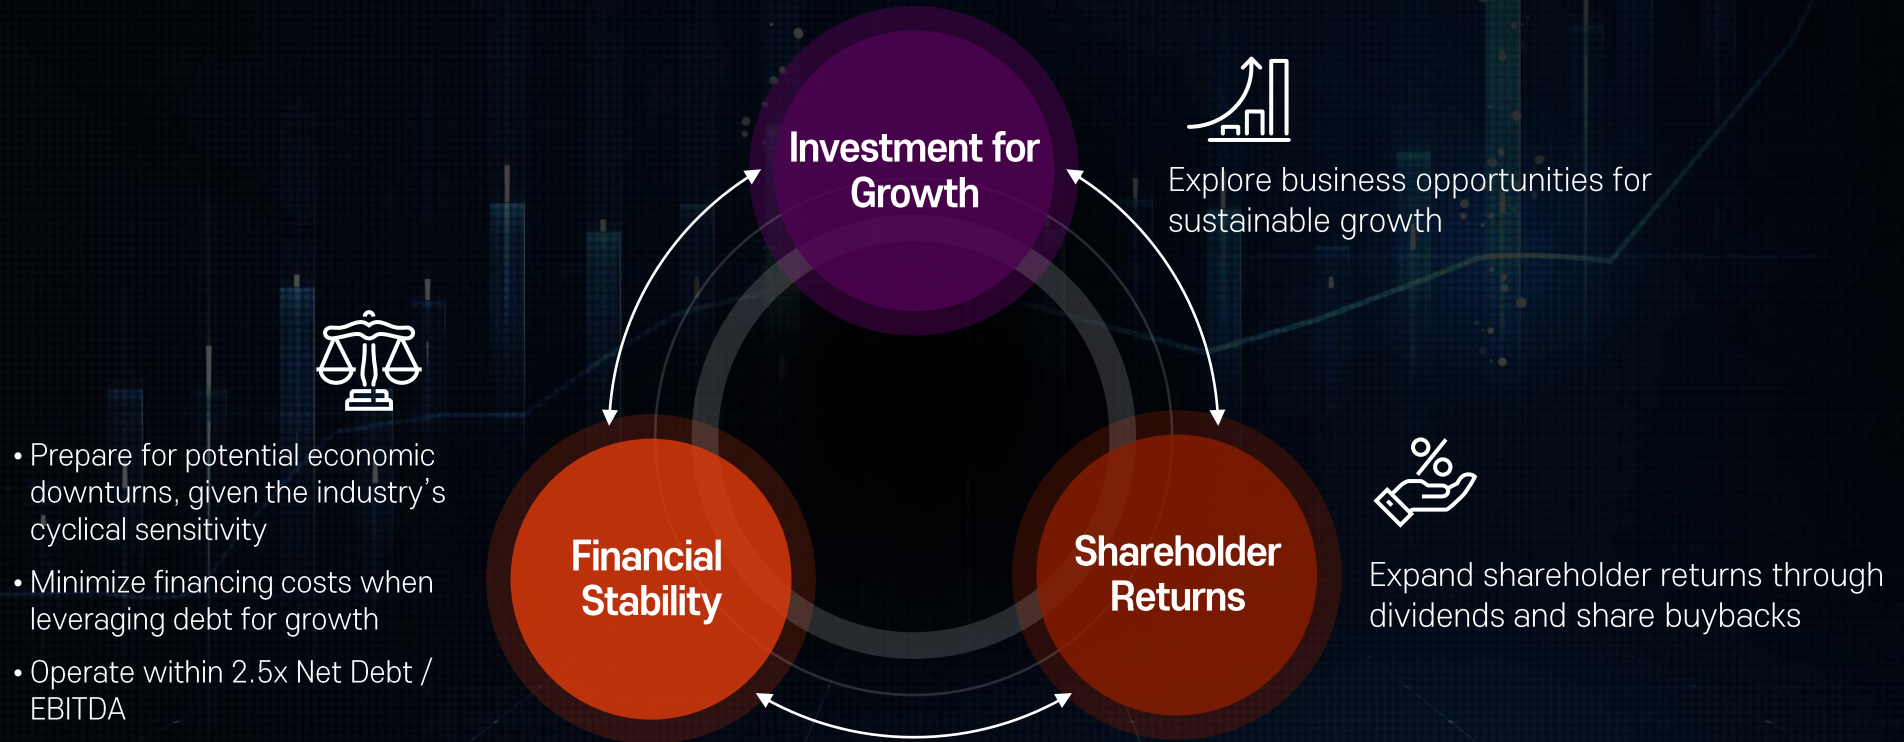 Investment for
Growth
Explore business opportunities for
sustainable growth
• Prepare for potential economic
downturns, given the industry’s
cyclical sensitivity
• Minimize financing costs when
leveraging debt for growth
• Operate within 2.5x Net Debt /
EBITDA
Financial
Stability
Shareholder
Returns
%
Expand shareholder returns through
dividends and share buybacks